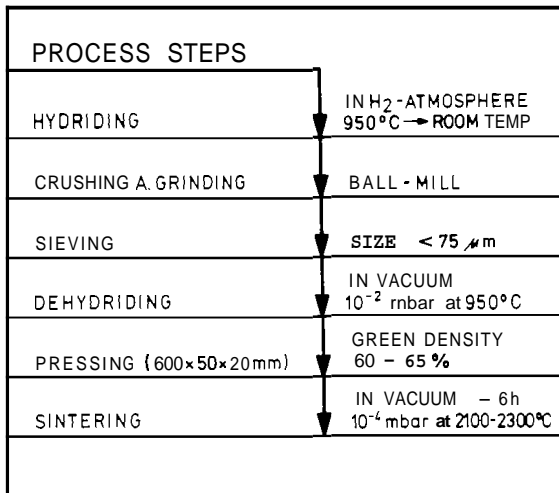 PROCESS STEPS
HYDRIDING
IN H₂-ATMOSPHERE
950°C → ROOM TEMP
CRUSHING A. GRINDING
BALL - MILL
SIEVING
SIZE < 75 µm
DEHYDRIDING
IN VACUUM
10⁻² rnbar at 950°C
PRESSING (600×50×20mm)
GREEN DENSITY
60 – 65 %
SINTERING
IN VACUUM – 6h
10⁻⁴ mbar at 2100-2300°C